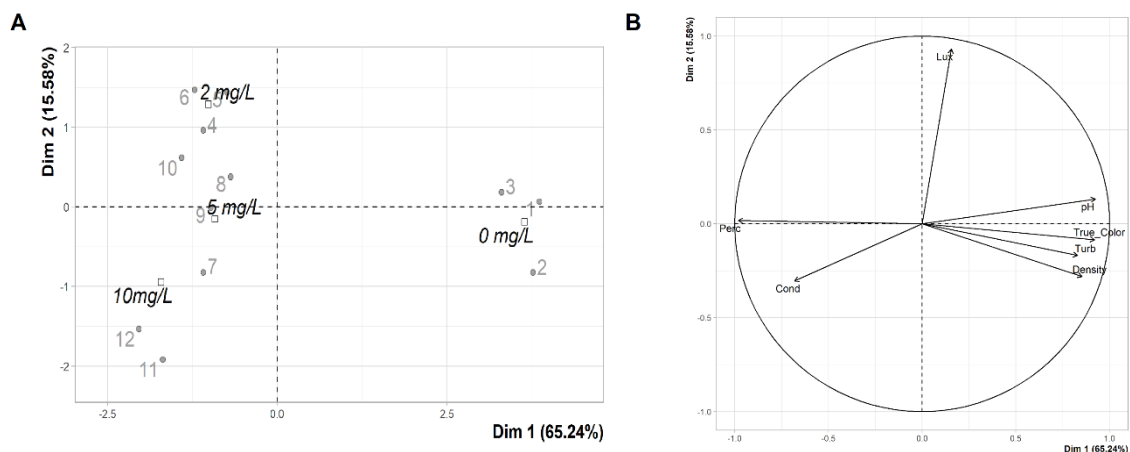 A
Dim 2 (15.58%)
2
1
0
-1
-2
6
5
2 mg/L
4
10
8
9
5 mg/L
7
10mg/L
12
11
3
1
0 mg/L
2
-2.5
0.0
2.5
Dim 1 (65.24%)
B
Dim 2 (15.58%)
1.0
0.5
0.0
-0.5
-1.0
Lux
pH
Perc
True_Color
Turb
Density
Cond
-1.0
-0.5
0.0
0.5
1.0
Dim 1 (65.24%)